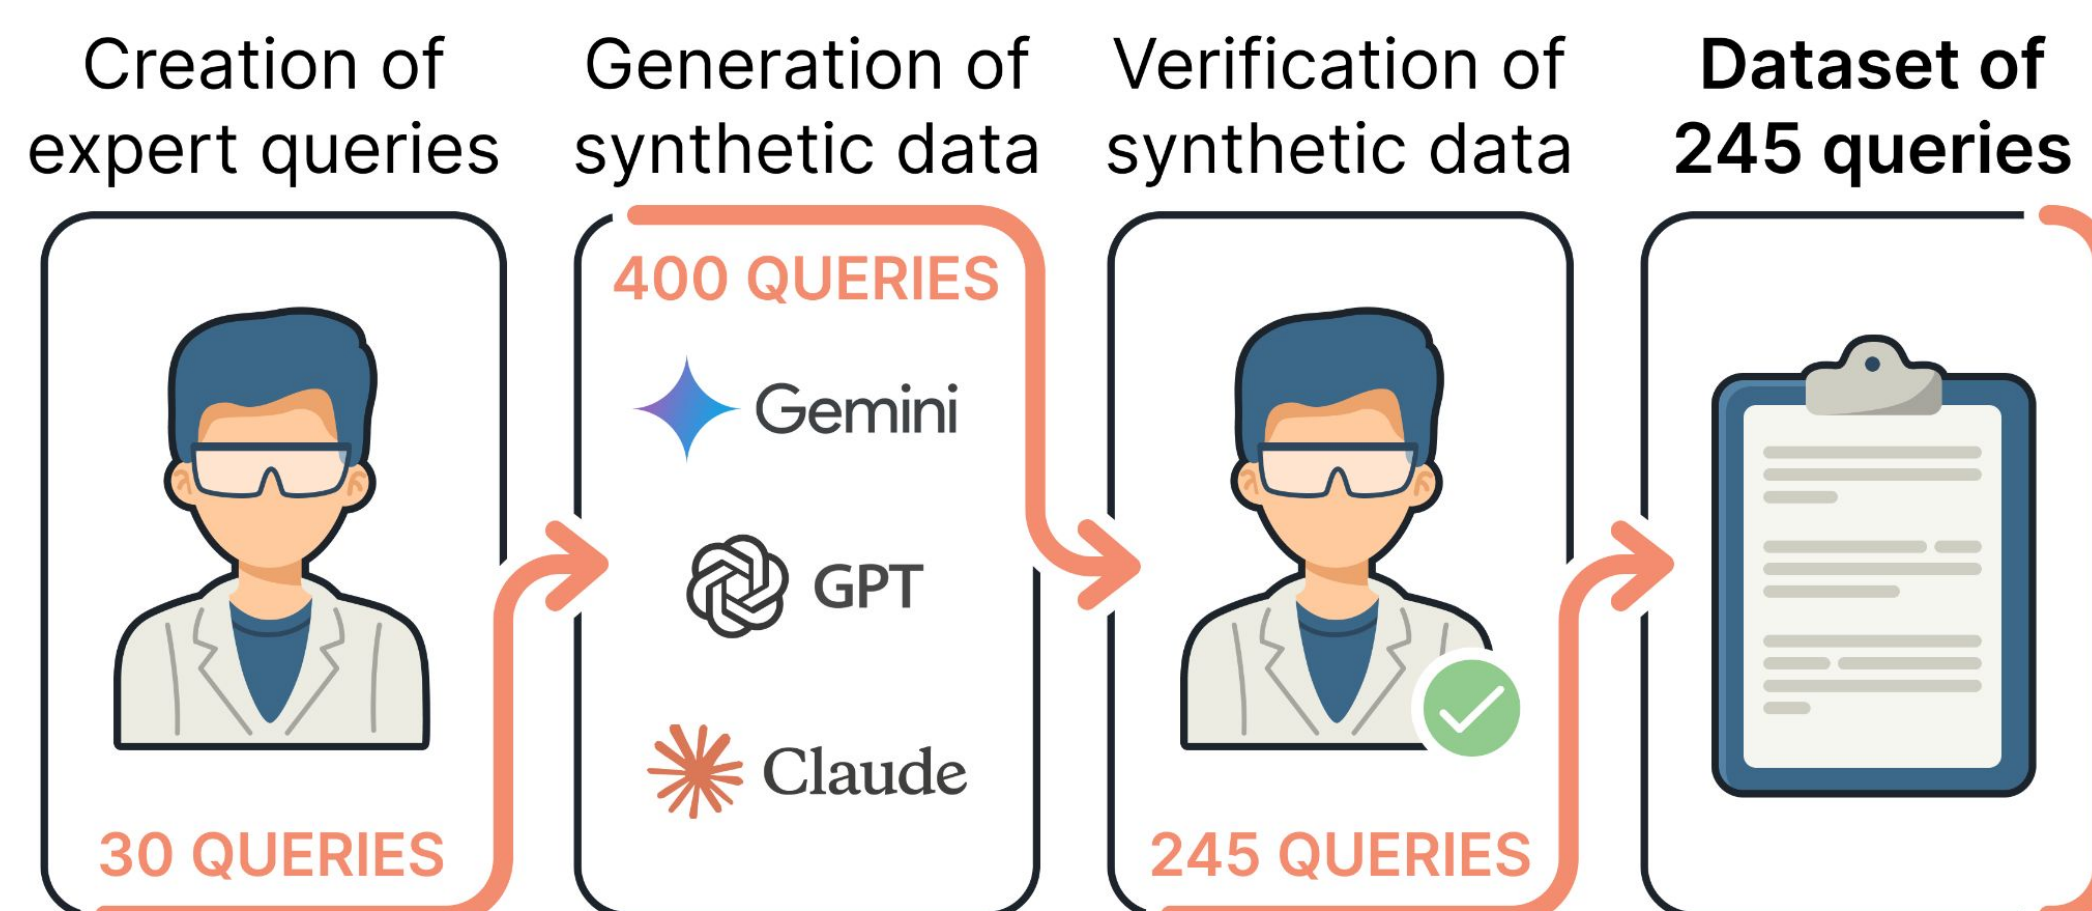 Creation of
expert queries
30 QUERIES
Generation of
synthetic data
400 QUERIES
Gemini
GPT
Claude
Verification of
synthetic data
245 QUERIES
Dataset of
245 queries